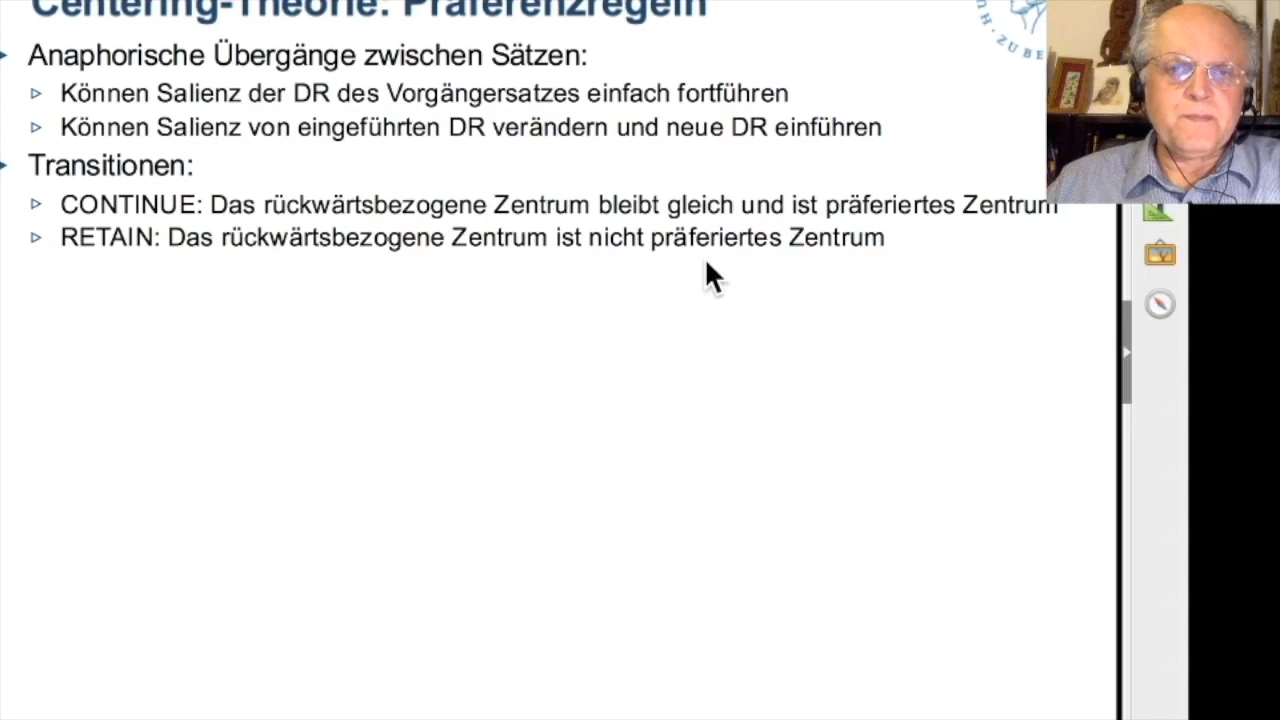 Centering-Theorie: Präferenzregeln
Anaphorische Übergänge zwischen Sätzen:
Können Salienz der DR des Vorgängersatzes einfach fortführen
Können Salienz von eingeführten DR verändern und neue DR einführen
Transitionen:
CONTINUE: Das rückwärtsbezogene Zentrum bleibt gleich und ist präferiertes Zentrum
RETAIN: Das rückwärtsbezogene Zentrum ist nicht präferiertes Zentrum